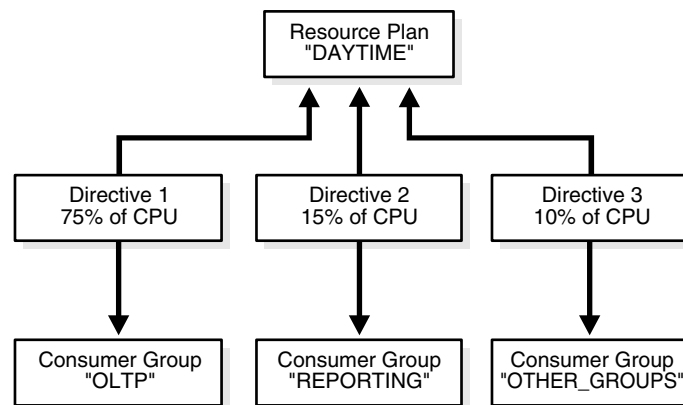 Resource Plan
"DAYTIME"
Directive 1
75% of CPU
Directive 2
15% of CPU
Directive 3
10% of CPU
Consumer Group
"OLTP"
Consumer Group
"REPORTING"
Consumer Group
"OTHER_GROUPS"